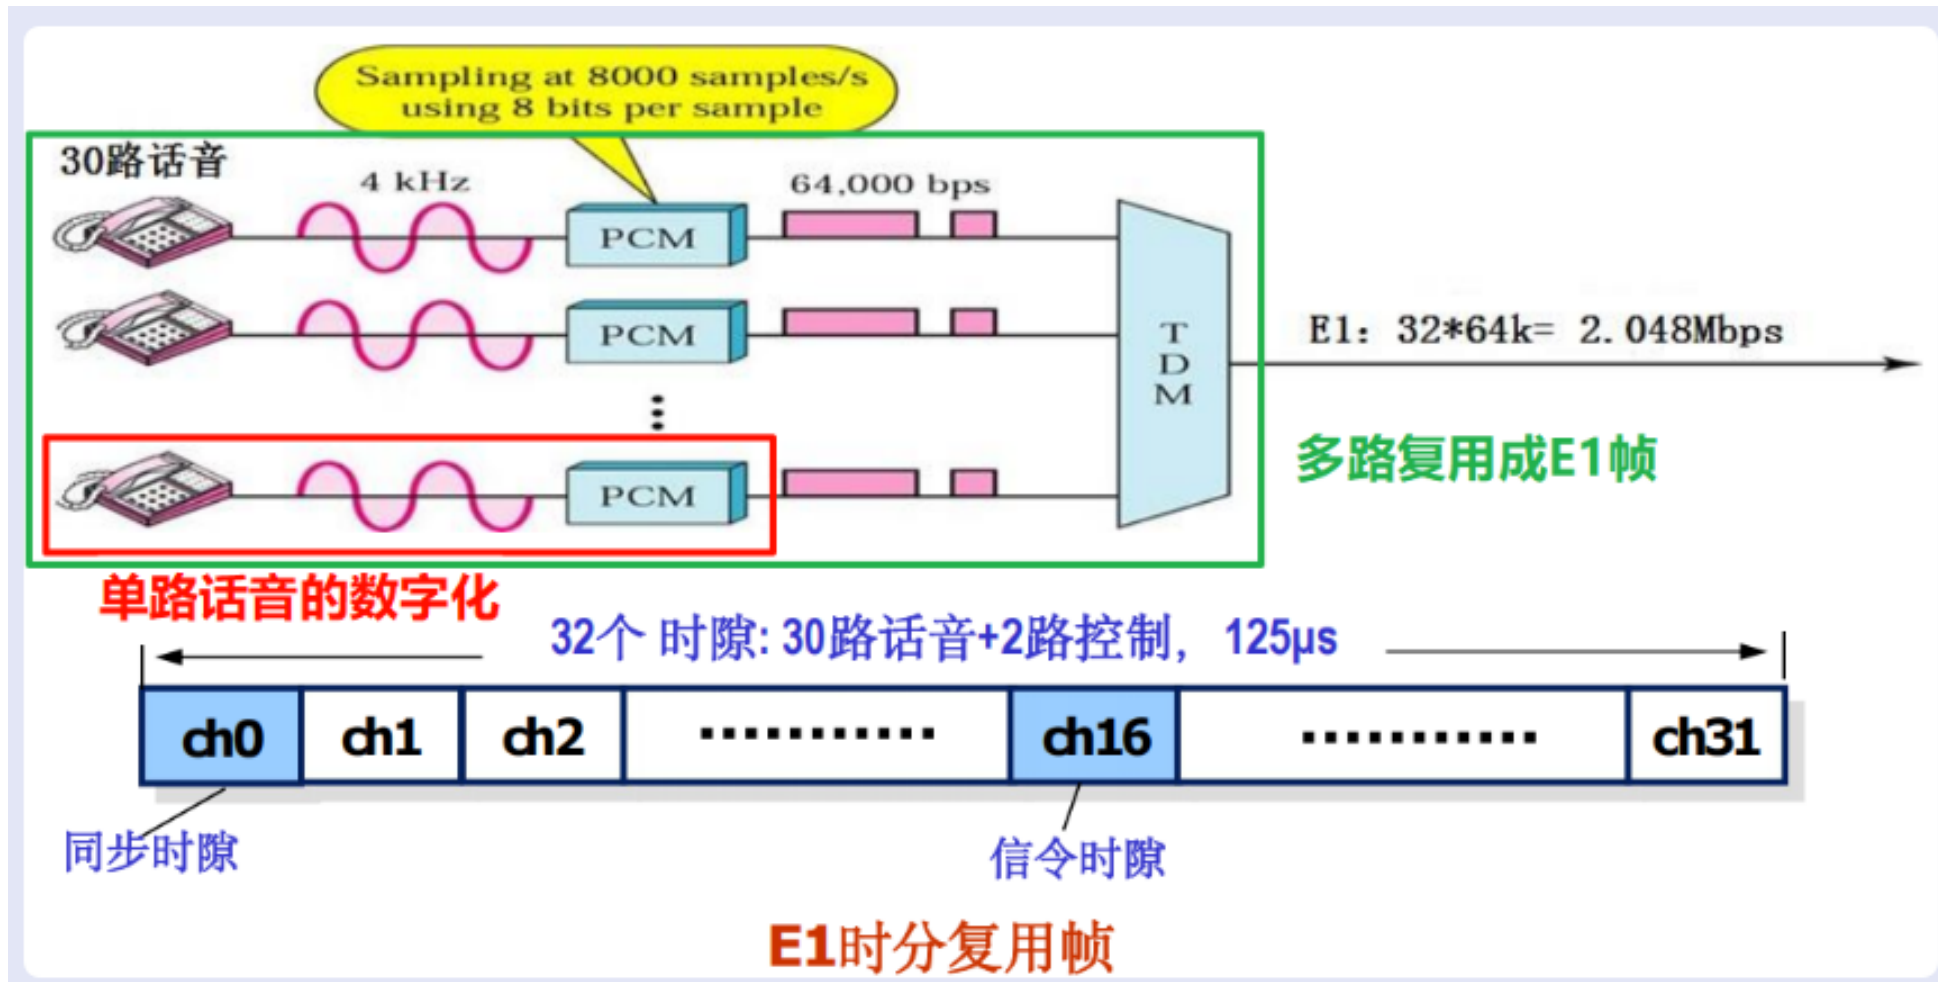 Sampling at 8000 samples/s
using 8 bits per sample
30路话音
4 kHz
64,000 bps
PCM
PCM
PCM
T
D
M
E1: 32*64k= 2.048Mbps
多路复用成E1帧
单路话音的数字化
32个 时隙: 30路话音+2路控制， 125μs
ch0 ch1 ch2 ··········· ch16 ··········· ch31
同步时隙
信令时隙
E1时分复用帧